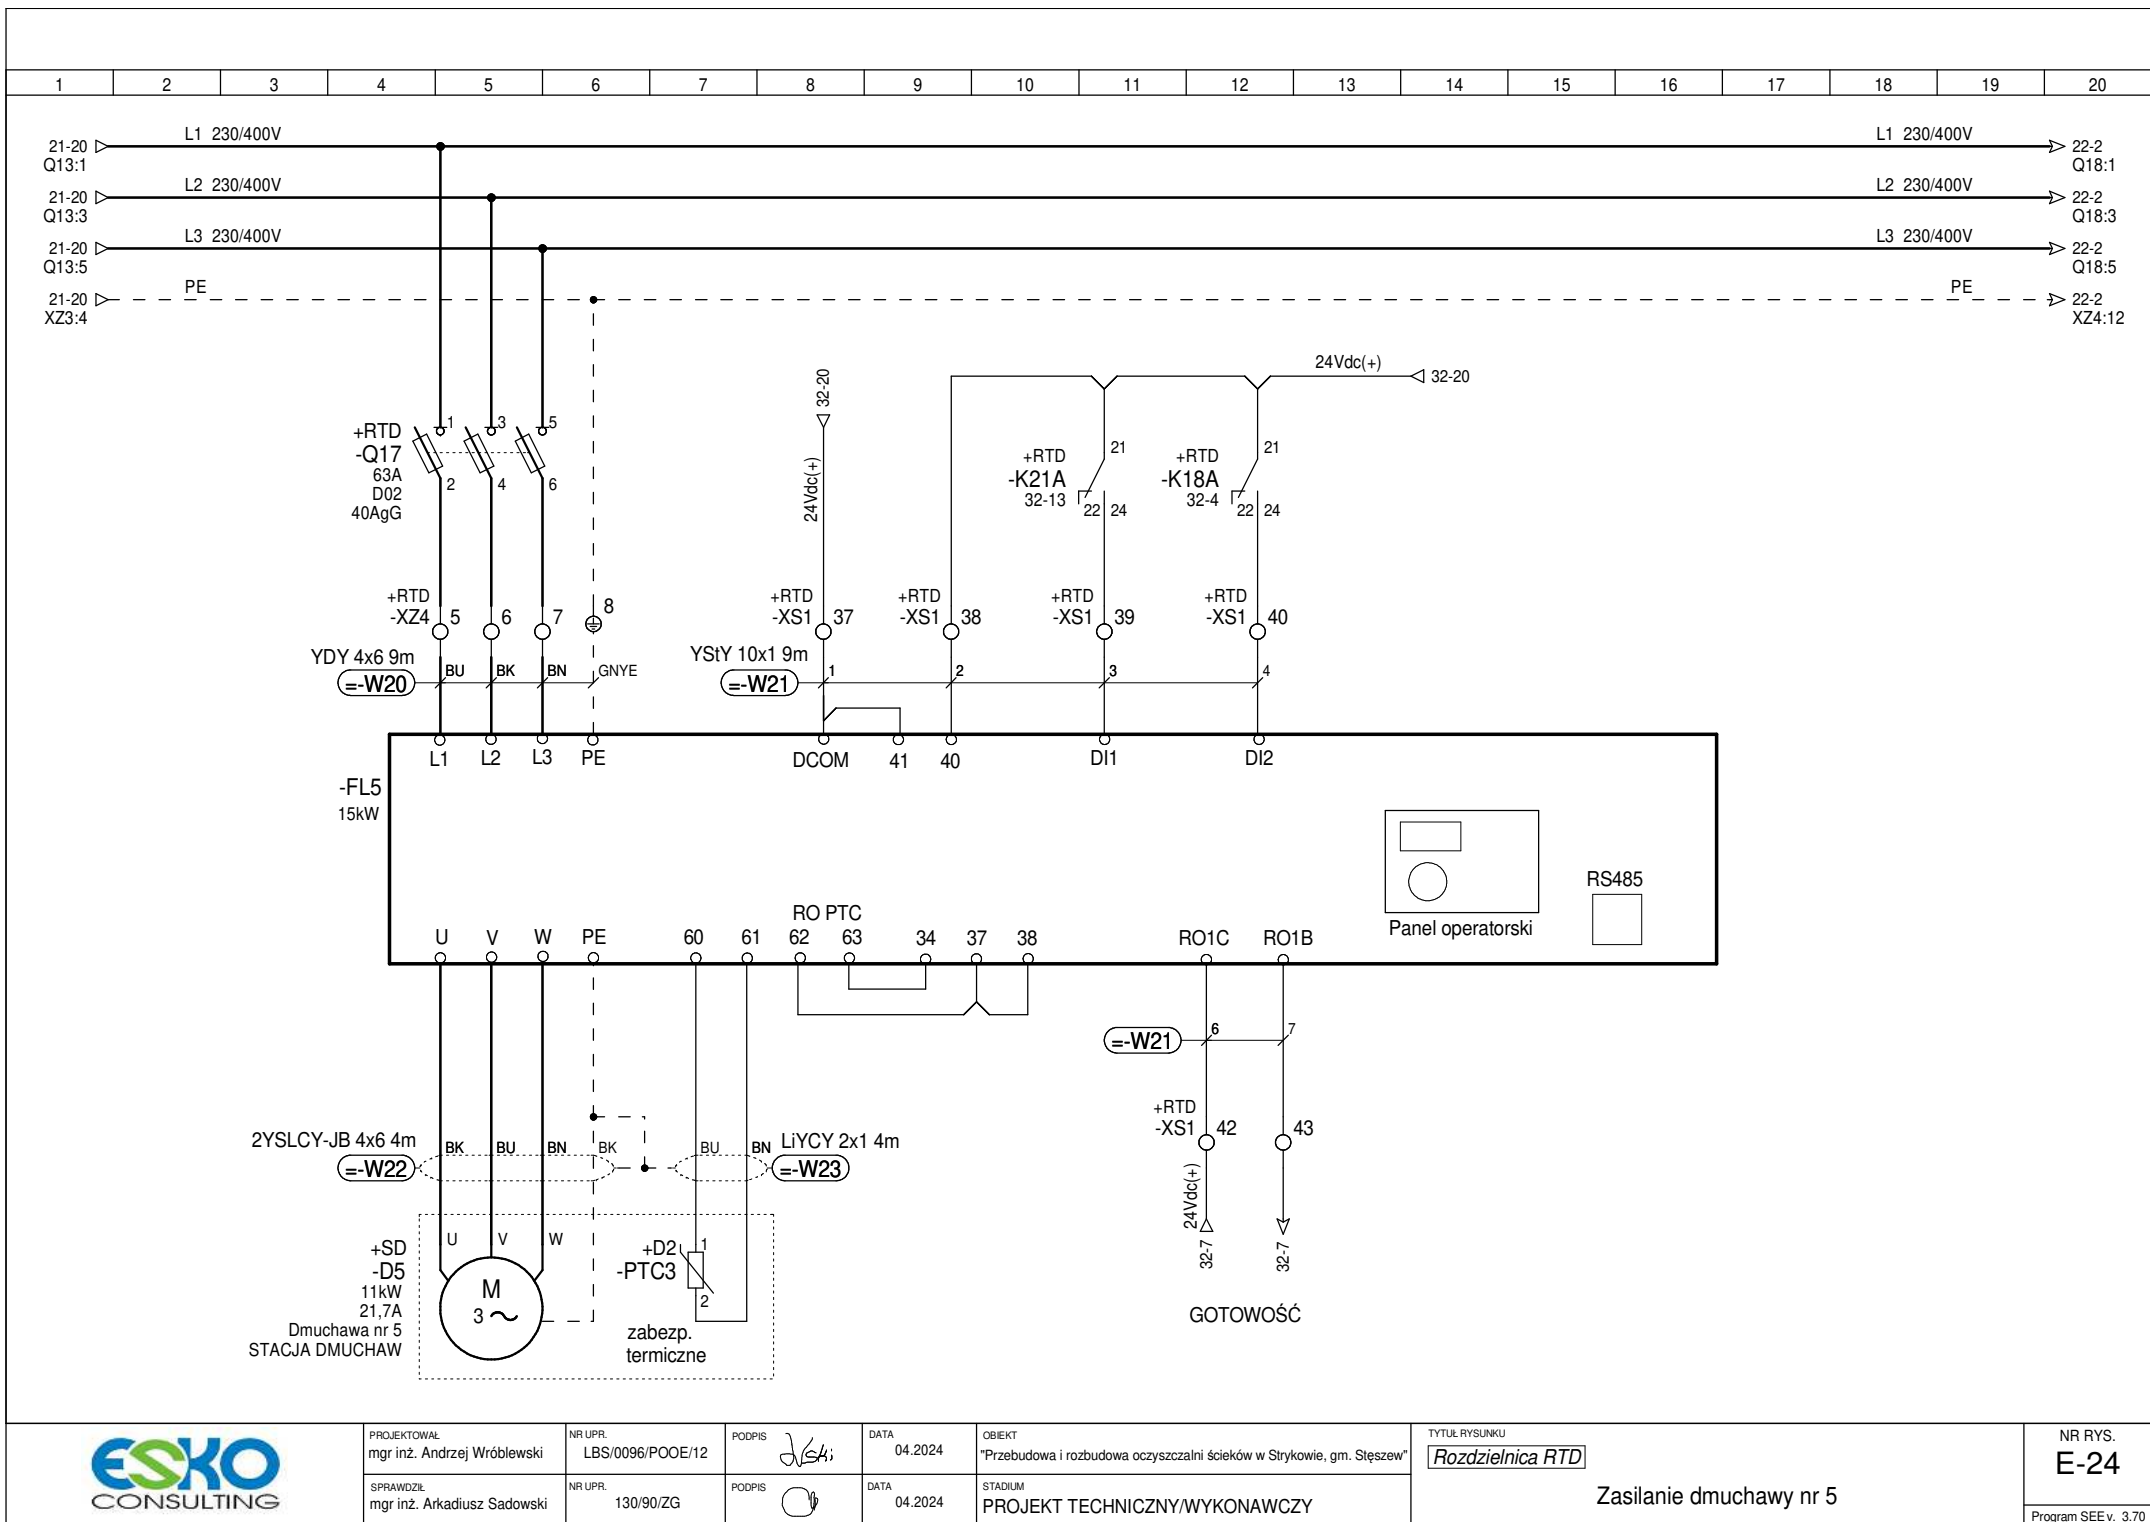 1 2 3 4 5 6 7 8 9 10 11 12 13 14 15 16 17 18 19 20
L1 230/400V
L1 230/400V
21-20
Q13:1
22-2
Q18:1
L2 230/400V
L2 230/400V
21-20
Q13:3
22-2
Q18:3
L3 230/400V
L3 230/400V
21-20
Q13:5
22-2
Q18:5
PE
PE
21-20
XZ3:4
22-2
XZ4:12
24Vdc(+)
32-20
32-20
24Vdc(+)
+RTD
-Q17
63A
D02
40AgG
1 3 5
2 4 6
+RTD
-K21A
32-13
21
22 24
+RTD
-K18A
32-4
21
22 24
+RTD
-XZ4 5 6 7 8
+RTD
-XS1 37
+RTD
-XS1 38
+RTD
-XS1 39
+RTD
-XS1 40
YDY 4x6 9m
=-W20
BU BK BN GNYE
YStY 10x1 9m
=-W21
1 2 3 4
L1 L2 L3 PE DCOM 41 40 DI1 DI2
-FL5
15kW
RS485
Panel operatorski
RO PTC
U V W PE 60 61 62 63 34 37 38 RO1C RO1B
=-W21
6 7
+RTD
-XS1 42 43
24Vdc(+)
32-7
32-7
GOTOWOŚĆ
2YSLCY-JB 4x6 4m
=-W22
BK BU BN BK
BU BN
LiYCY 2x1 4m
=-W23
+SD
-D5
11kW
21,7A
Dmuchawa nr 5
STACJA DMUCHAW
U V W
M
3
+D2
-PTC3
1
2
zabezp.
termiczne
ESKO
CONSULTING
PROJEKTOWAŁ
mgr inż. Andrzej Wróblewski
NR UPR.
LBS/0096/POOE/12
PODPIS
DATA
04.2024
OBIEKT
"Przebudowa i rozbudowa oczyszczalni ścieków w Strykowie, gm. Stęszew"
TYTUŁ RYSUNKU
Rozdzielnica RTD
Zasilanie dmuchawy nr 5
NR RYS.
E-24
SPRAWDZIŁ
mgr inż. Arkadiusz Sadowski
NR UPR.
130/90/ZG
PODPIS
DATA
04.2024
STADIUM
PROJEKT TECHNICZNY/WYKONAWCZY
Program SEE v. 3.70